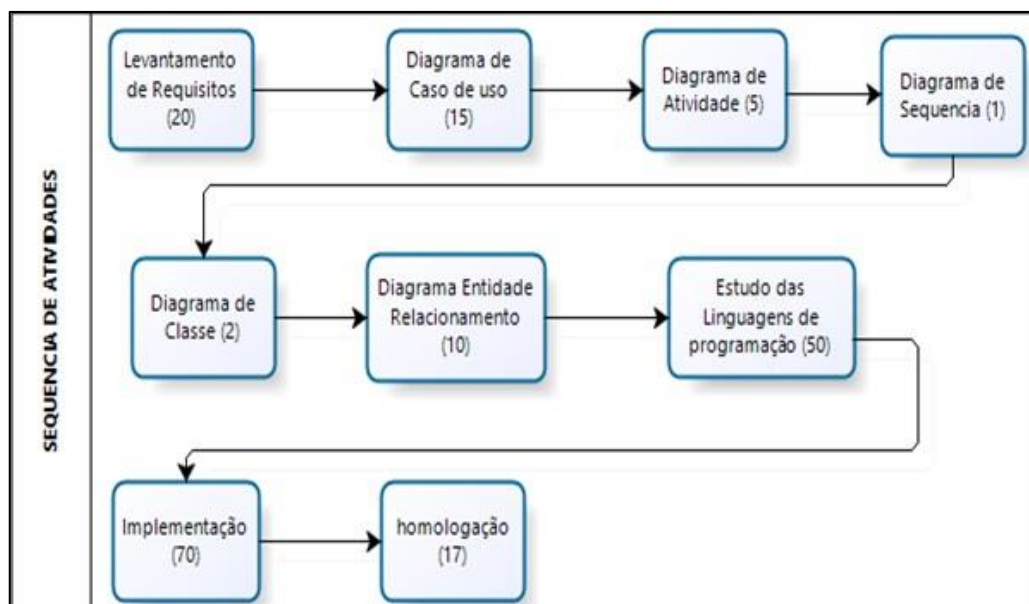 SEQUENCIA DE ATIVIDADES
Levantamento
de Requisitos
(20)
Diagrama de
Caso de uso
(15)
Diagrama de
Atividade (5)
Diagrama de
Sequencia (1)
Diagrama de
Classe (2)
Diagrama Entidade
Relacionamento
(10)
Estudo das
Linguagens de
programação (50)
Implementação
(70)
homologação
(17)